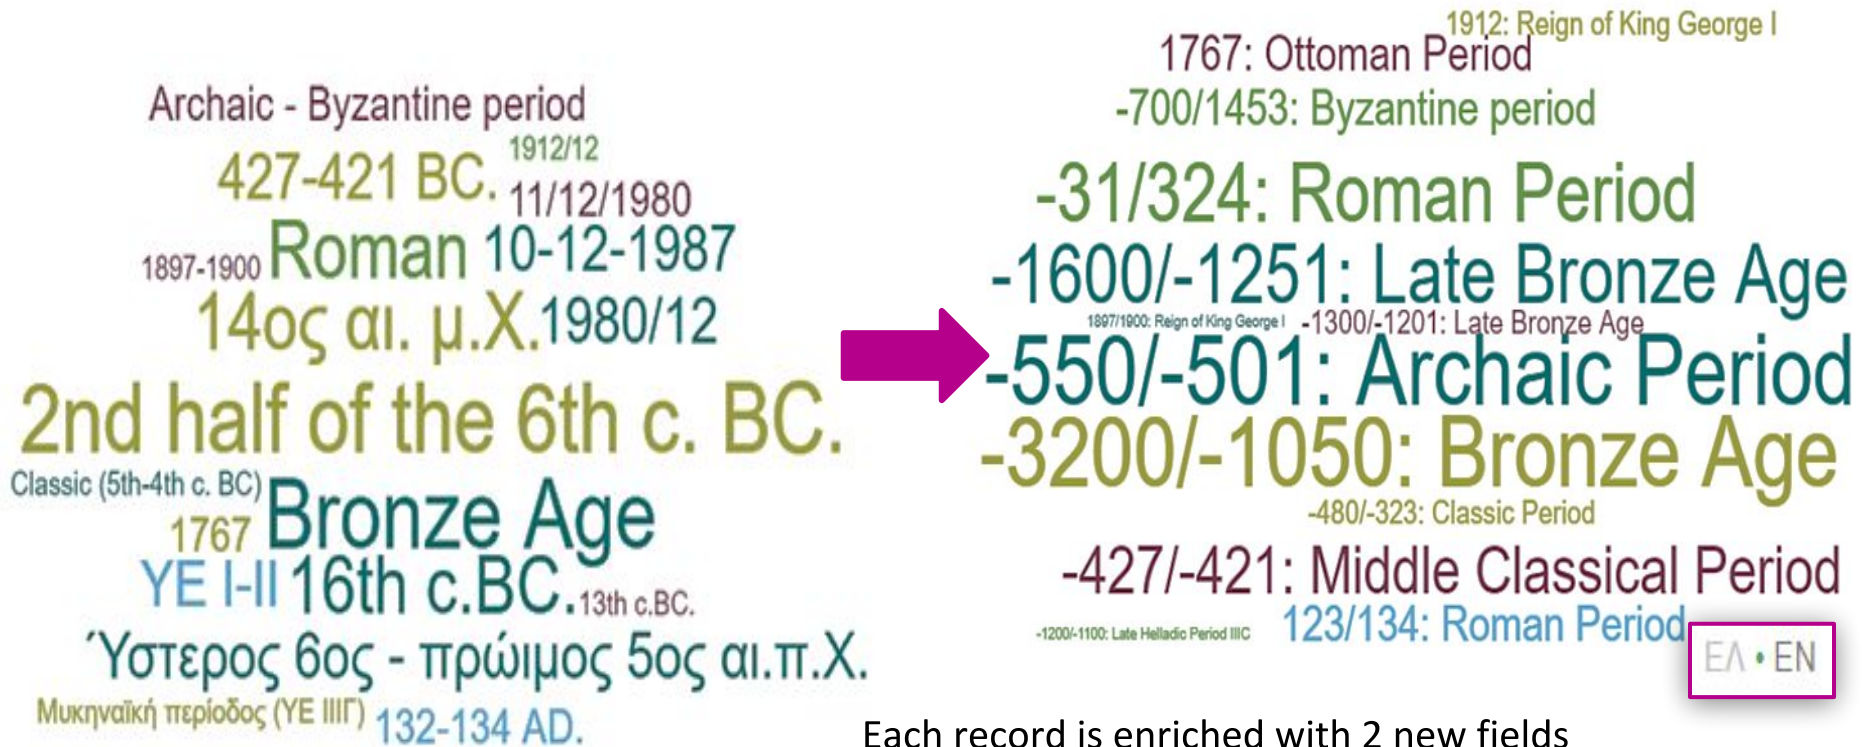 Archaic - Byzantine period
427-421 BC.
1912/12
11/12/1980
1897-1900
Roman
10-12-1987
14ος αι. μ.Χ.
1980/12
2nd half of the 6th c. BC.
Classic (5th-4th c. BC)
1767
Bronze Age
ΥΕ Ι-ΙΙ
16th c.BC.
13th c.BC.
Ύστερος 6ος - πρώιμος 5ος αι.π.Χ.
Μυκηναϊκή περίοδος (ΥΕ ΙΙΙΓ)
132-134 AD.
1912: Reign of King George I
1767: Ottoman Period
-700/1453: Byzantine period
-31/324: Roman Period
-1600/-1251: Late Bronze Age
1897/1900: Reign of King George I
-1300/-1201: Late Bronze Age
-550/-501: Archaic Period
-3200/-1050: Bronze Age
-480/-323: Classic Period
-427/-421: Middle Classical Period
-1200/-1100: Late Helladic Period IIIC
123/134: Roman Period
ΕΛ • EN
Each record is enriched with 2 new fields